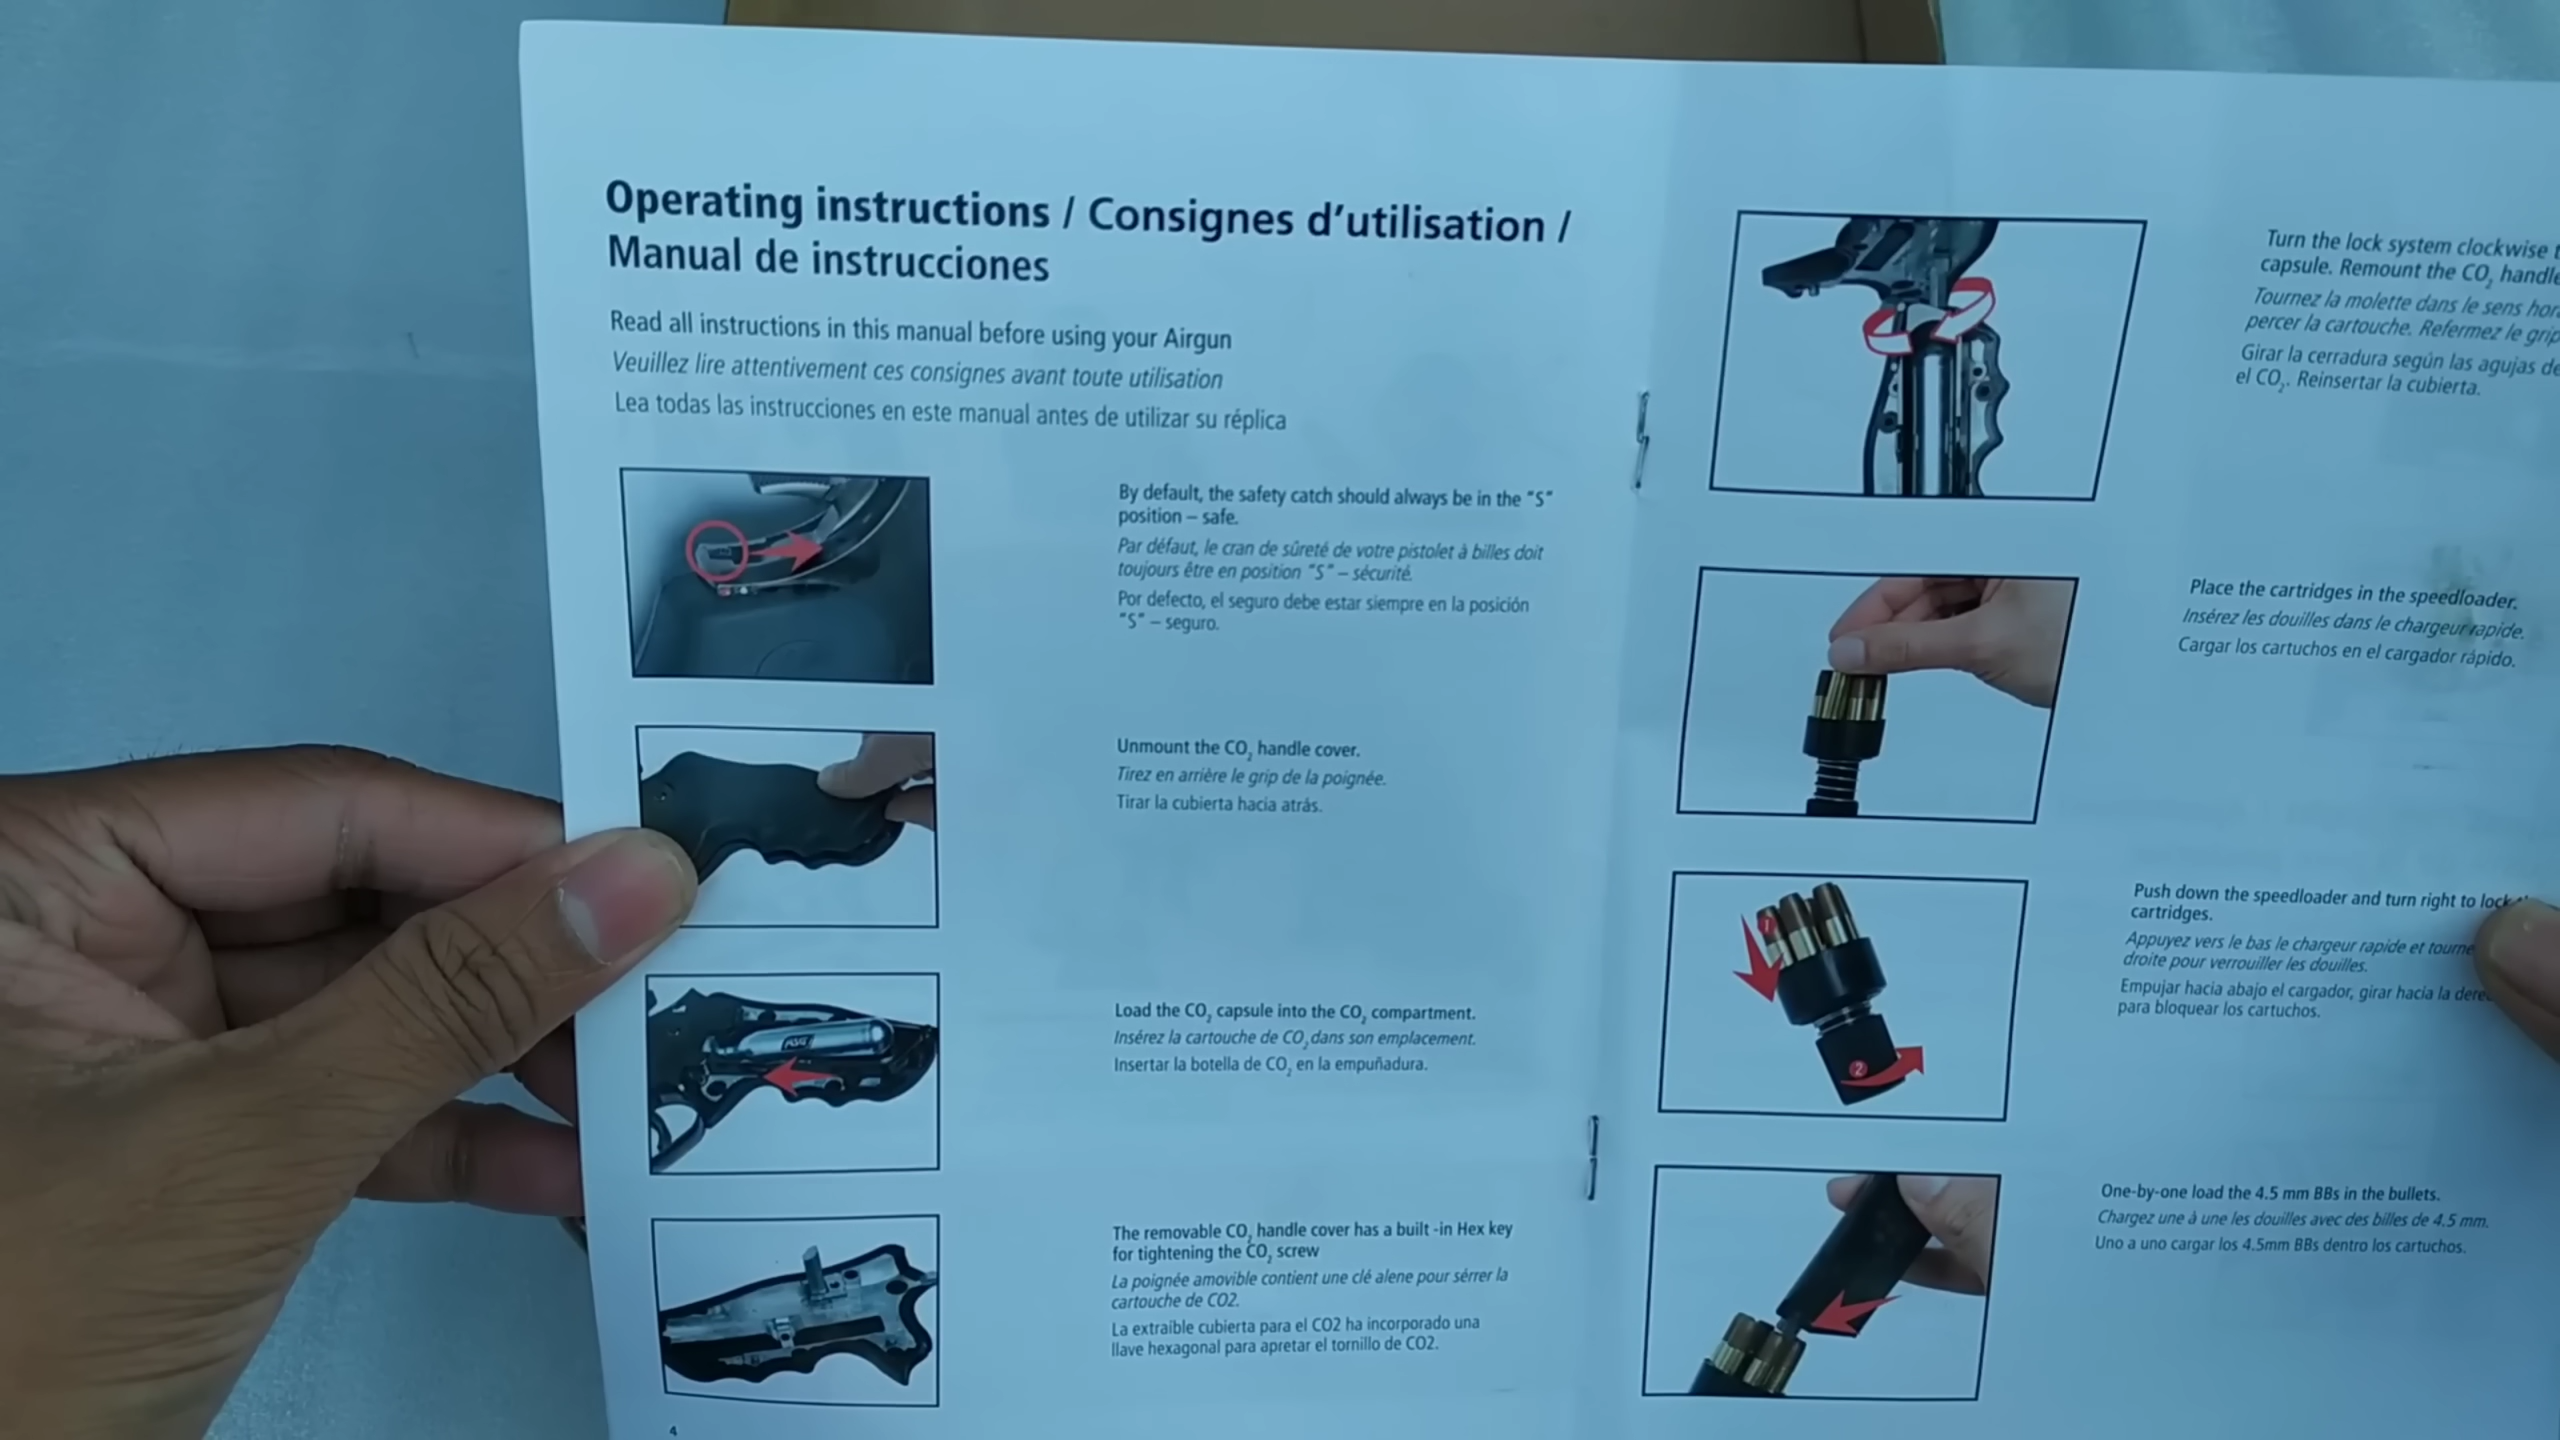 Operating instructions / Consignes d'utilisation /
Manual de instrucciones
Read all instructions in this manual before using your Airgun
Veuillez lire attentivement ces consignes avant toute utilisation
Lea todas las instrucciones en este manual antes de utilizar su réplica
By default, the safety catch should always be in the "S"
position – safe.
Par défaut, le cran de sûreté de votre pistolet à billes doit
toujours être en position "S" – sécurité.
Por defecto, el seguro debe estar siempre en la posición
"S" – seguro.
Unmount the CO₂ handle cover.
Tirez en arrière le grip de la poignée.
Tirar la cubierta hacia atrás.
ASG
Load the CO₂ capsule into the CO₂ compartment.
Insérez la cartouche de CO₂ dans son emplacement.
Insertar la botella de CO₂ en la empuñadura.
The removable CO₂ handle cover has a built -in Hex key
for tightening the CO₂ screw
La poignée amovible contient une clé alene pour sérrer la
cartouche de CO2.
La extraible cubierta para el CO2 ha incorporado una
llave hexagonal para apretar el tornillo de CO2.
4
Turn the lock system clockwise
capsule. Remount the CO₂ handle
Tournez la molette dans le sens
percer la cartouche. Refermez le grip
Girar la cerradura según las agujas de
el CO₂. Reinsertar la cubierta.
Place the cartridges in the speedloader.
Insérez les douilles dans le chargeur rapide.
Cargar los cartuchos en el cargador rápido.
1
2
Push down the speedloader and turn right to lock
cartridges.
Appuyez vers le bas le chargeur rapide et tourne
droite pour verrouiller les douilles.
Empujar hacia abajo el cargador, girar hacia la
para bloquear los cartuchos.
One-by-one load the 4.5 mm BBs in the bullets.
Chargez une à une les douilles avec des billes de 4.5 mm.
Uno a uno cargar los 4.5mm BBs dentro los cartuchos.